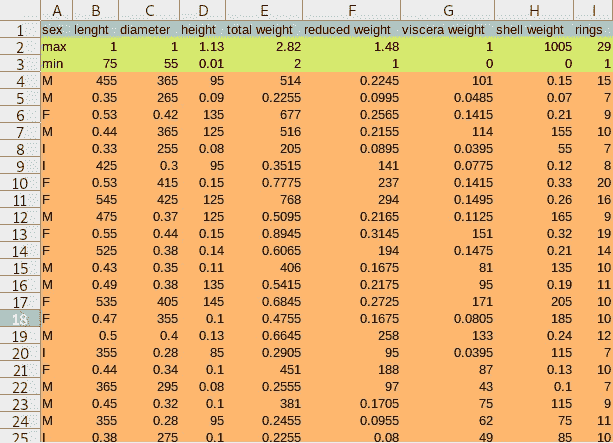 A B C D E F G H I
1 sex lenght diameter height total weight reduced weight viscera weight shell weight rings
2 max 1 1 1.13 2.82 1.48 1 1005 29
3 min 75 55 0.01 2 1 0 0 1
4 M 455 365 95 514 0.2245 101 0.15 15
5 M 0.35 265 0.09 0.2255 0.0995 0.0485 0.07 7
6 F 0.53 0.42 135 677 0.2565 0.1415 0.21 9
7 M 0.44 365 125 516 0.2155 114 155 10
8 I 0.33 255 0.08 205 0.0895 0.0395 55 7
9 I 425 0.3 95 0.3515 141 0.0775 0.12 8
10 F 0.53 415 0.15 0.7775 237 0.1415 0.33 20
11 F 545 425 125 768 294 0.1495 0.26 16
12 M 475 0.37 125 0.5095 0.2165 0.1125 165 9
13 F 0.55 0.44 0.15 0.8945 0.3145 151 0.32 19
14 F 525 0.38 0.14 0.6065 194 0.1475 0.21 14
15 M 0.43 0.35 0.11 406 0.1675 81 135 10
16 M 0.49 0.38 135 0.5415 0.2175 95 0.19 11
17 F 535 405 145 0.6845 0.2725 171 205 10
18 F 0.47 355 0.1 0.4755 0.1675 0.0805 185 10
19 M 0.5 0.4 0.13 0.6645 258 133 0.24 12
20 I 355 0.28 85 0.2905 95 0.0395 115 7
21 F 0.44 0.34 0.1 451 188 87 0.13 10
22 M 365 295 0.08 0.2555 97 43 0.1 7
23 M 0.45 0.32 0.1 381 0.1705 75 115 9
24 M 355 0.28 95 0.2455 0.0955 62 75 11
25 I 0.38 275 0.1 0.2255 0.08 49 85 10